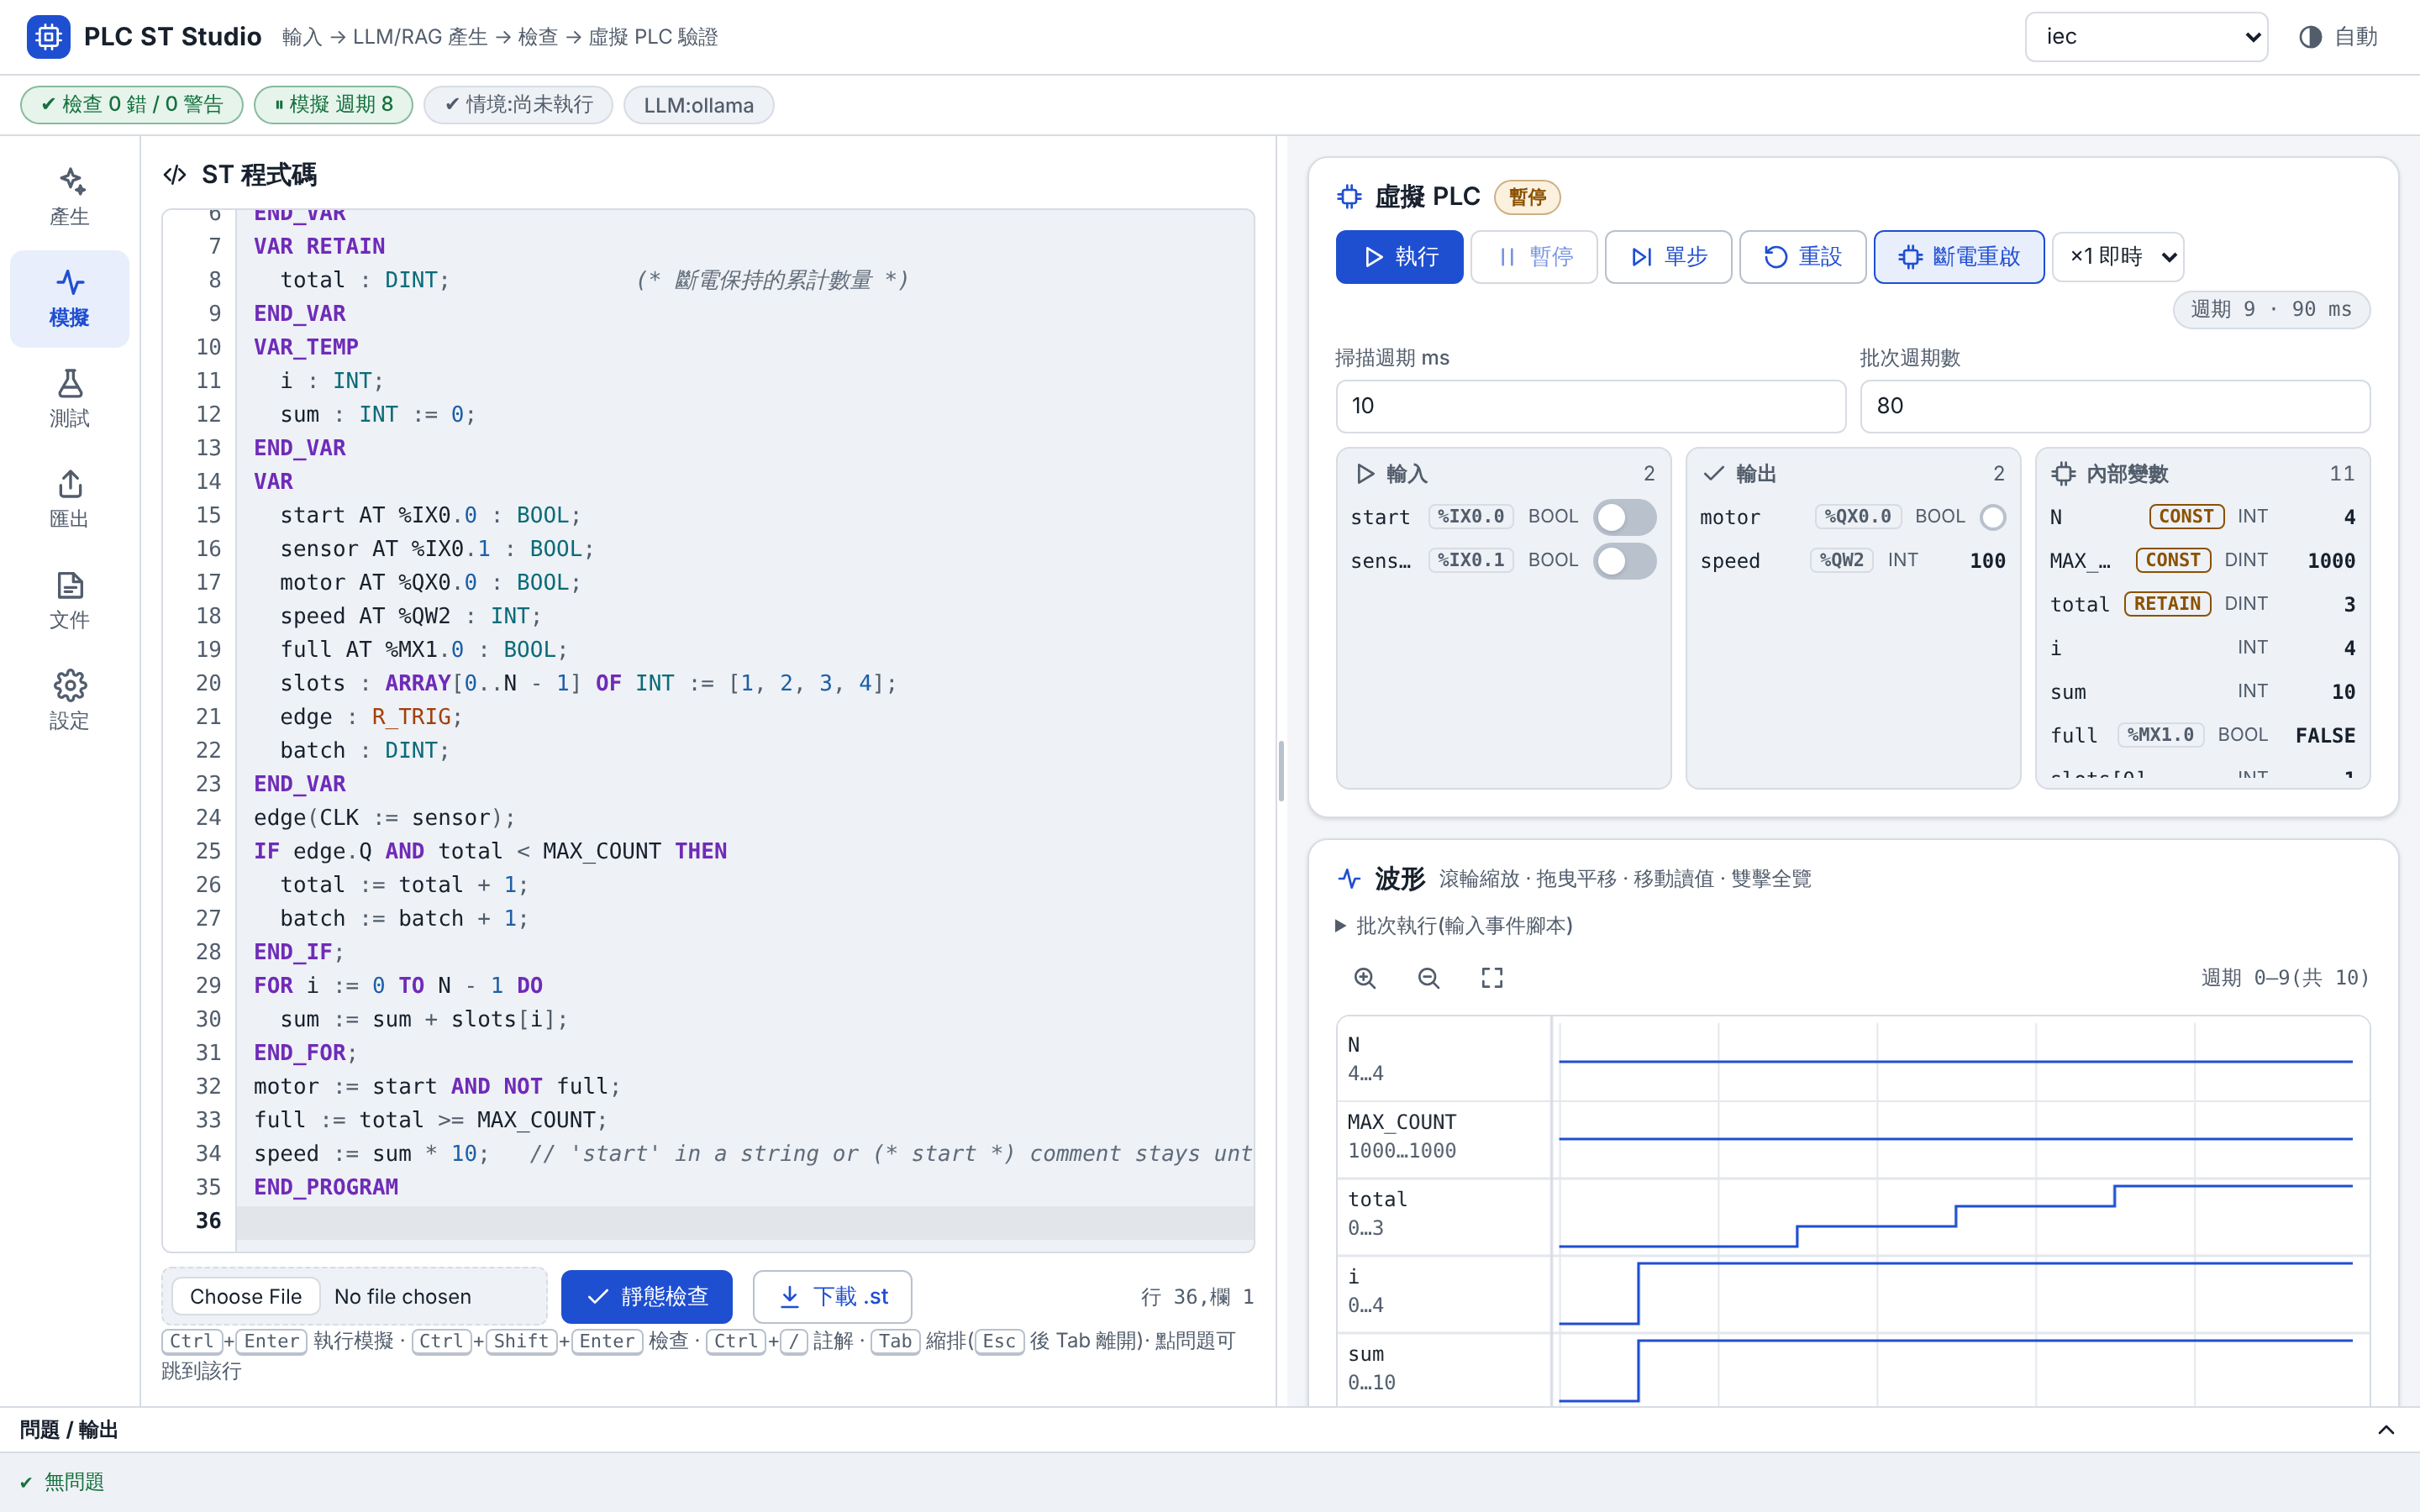 PLC ST Studio 輸入 → LLM/RAG 產生 → 檢查 → 虛擬 PLC 驗證 iec 自動
✔ 檢查 0 錯 / 0 警告 ⏸ 模擬 週期 8 ✔ 情境:尚未執行 LLM:ollama
產生
模擬
測試
匯出
文件
設定
ST 程式碼
6 END_VAR
7 VAR RETAIN
8 total : DINT; (* 斷電保持的累計數量 *)
9 END_VAR
10 VAR_TEMP
11 i : INT;
12 sum : INT := 0;
13 END_VAR
14 VAR
15 start AT %IX0.0 : BOOL;
16 sensor AT %IX0.1 : BOOL;
17 motor AT %QX0.0 : BOOL;
18 speed AT %QW2 : INT;
19 full AT %MX1.0 : BOOL;
20 slots : ARRAY[0..N - 1] OF INT := [1, 2, 3, 4];
21 edge : R_TRIG;
22 batch : DINT;
23 END_VAR
24 edge(CLK := sensor);
25 IF edge.Q AND total < MAX_COUNT THEN
26 total := total + 1;
27 batch := batch + 1;
28 END_IF;
29 FOR i := 0 TO N - 1 DO
30 sum := sum + slots[i];
31 END_FOR;
32 motor := start AND NOT full;
33 full := total >= MAX_COUNT;
34 speed := sum * 10; // 'start' in a string or (* start *) comment stays unt
35 END_PROGRAM
36
Choose File No file chosen 靜態檢查 下載 .st 行 36,欄 1
Ctrl+Enter 執行模擬 · Ctrl+Shift+Enter 檢查 · Ctrl+/ 註解 · Tab 縮排(Esc 後 Tab 離開)· 點問題可
跳到該行
虛擬 PLC 暫停
執行 暫停 單步 重設 斷電重啟 ×1 即時
週期 9 · 90 ms
掃描週期 ms 批次週期數
10 80
輸入 2
start %IX0.0 BOOL
sens… %IX0.1 BOOL
輸出 2
motor %QX0.0 BOOL
speed %QW2 INT 100
內部變數 11
N CONST INT 4
MAX_… CONST DINT 1000
total RETAIN DINT 3
i INT 4
sum INT 10
full %MX1.0 BOOL FALSE
slots[0] INT 1
波形 滾輪縮放 · 拖曳平移 · 移動讀值 · 雙擊全覽
▶ 批次執行(輸入事件腳本)
週期 0–9(共 10)
N
4…4
MAX_COUNT
1000…1000
total
0…3
i
0…4
sum
0…10
問題 / 輸出
✔ 無問題